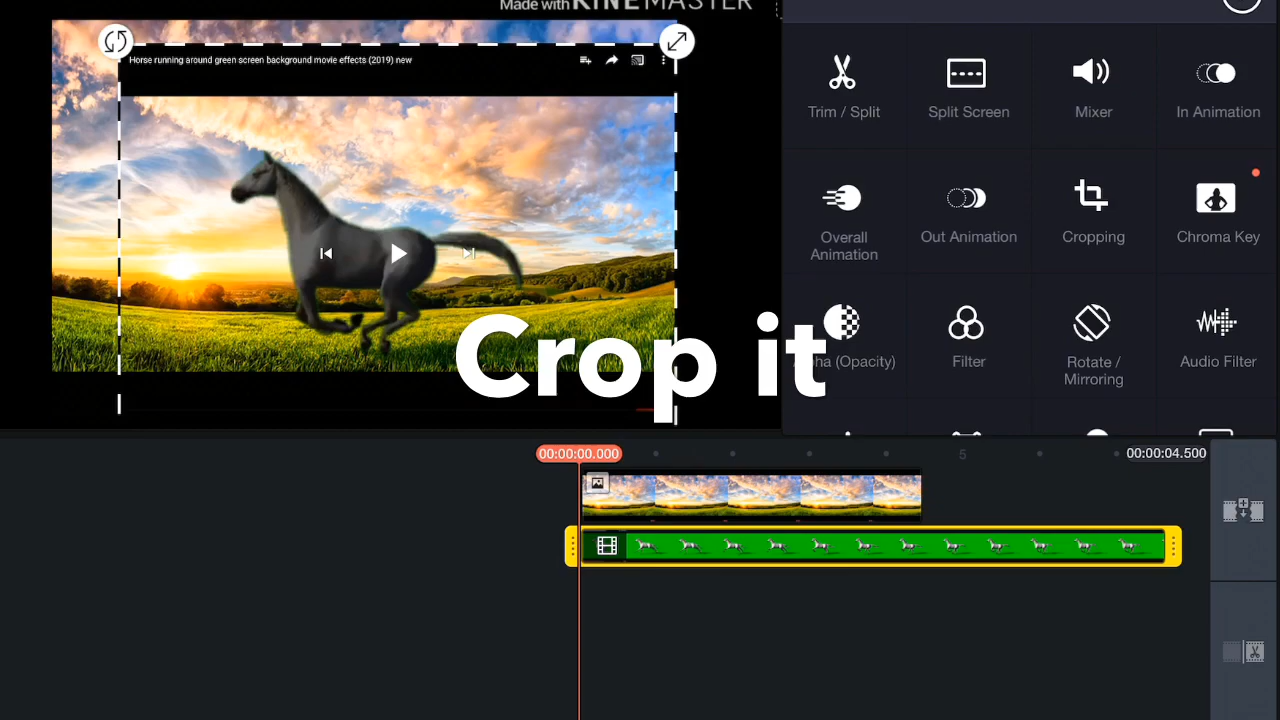 Made with KINEMASTER
Horse running around green screen background movie effects (2019) new
Trim / Split
Split Screen
Mixer
In Animation
Overall
Animation
Out Animation
Cropping
Chroma Key
(Opacity)
Filter
Rotate /
Mirroring
Audio Filter
Crop it
00:00:00.000
5
00:00:04.500